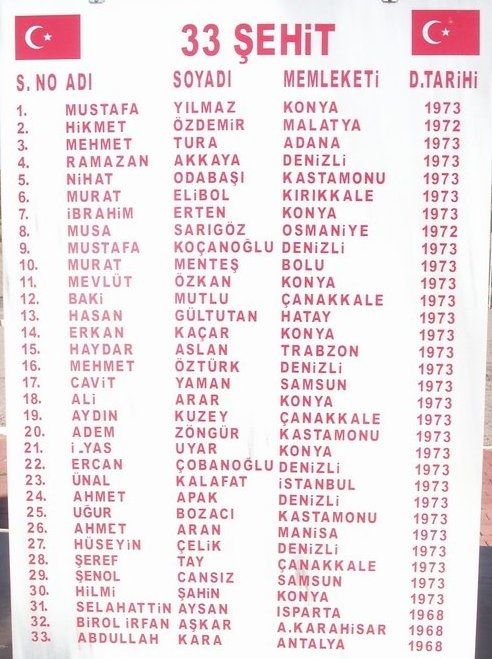 33 ŞEHİT
S. NO ADI SOYADI MEMLEKETİ D.TARİHİ
1. MUSTAFA YILMAZ KONYA 1973
2. HİKMET ÖZDEMİR MALATYA 1972
3. MEHMET TURA ADANA 1973
4. RAMAZAN AKKAYA DENİZLİ 1973
5. NİHAT ODABAŞI KASTAMONU 1973
6. MURAT ELİBOL KIRIKKALE 1973
7. İBRAHİM ERTEN KONYA 1973
8. MUSA SARIGÖZ OSMANİYE 1972
9. MUSTAFA KOÇANOĞLU DENİZLİ 1973
10. MURAT MENTEŞ BOLU 1973
11. MEVLÜT ÖZKAN KONYA 1973
12. BAKİ MUTLU ÇANAKKALE 1973
13. HASAN GÜLTUTAN HATAY 1973
14. ERKAN KAÇAR KONYA 1973
15. HAYDAR ASLAN TRABZON 1973
16. MEHMET ÖZTÜRK DENİZLİ 1973
17. CAVİT YAMAN SAMSUN 1973
18. ALİ ARAR KONYA 1973
19. AYDIN KUZEY ÇANAKKALE 1973
20. ADEM ZÖNGÜR KASTAMONU 1973
21. UYAR KONYA 1973
22. ERCAN ÇOBANOĞLU DENİZLİ 1973
23. ÜNAL KALAFAT İSTANBUL 1973
24. AHMET APAK DENİZLİ 1973
25. UĞUR BOZACI KASTAMONU 1973
26. AHMET ARAN MANİSA 1973
27. HÜSEYİN ÇELİK DENİZLİ 1973
28. ŞEREF TAY ÇANAKKALE 1973
29. ŞENOL CANSIZ SAMSUN 1973
30. HİLMİ ŞAHİN KONYA 1973
31. SELAHATTİN AYSAN ISPARTA 1968
32. BİROL İRFAN AŞKAR A.KARAHİSAR 1968
33. ABDULLAH KARA ANTALYA 1968